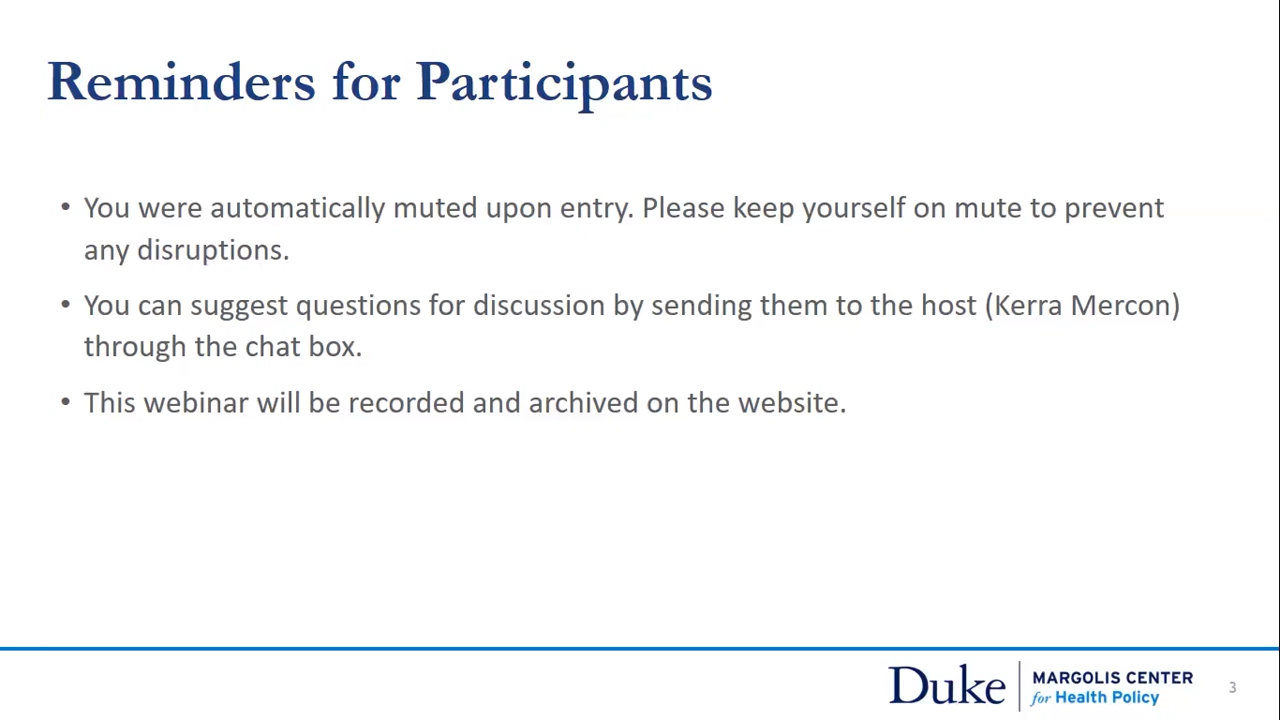 Reminders for Participants
• You were automatically muted upon entry. Please keep yourself on mute to prevent
any disruptions.
• You can suggest questions for discussion by sending them to the host (Kerra Mercon)
through the chat box.
• This webinar will be recorded and archived on the website.
Duke
MARGOLIS CENTER
for Health Policy
3